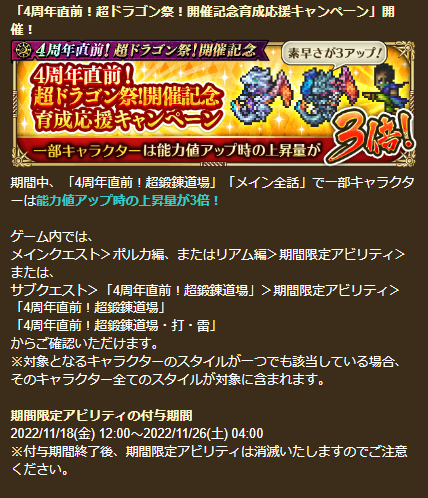 「4周年直前！超ドラゴン祭！開催記念育成応援キャンペーン」開
催！
4周年直前！超ドラゴン祭！開催記念
素早さが3アップ！
4周年直前！
超ドラゴン祭！開催記念
育成応援キャンペーン
一部キャラクターは能力値アップ時の上昇量が
3倍！
期間中、「4周年直前！超鍛錬道場」「メイン全話」で一部キャラクタ
ーは能力値アップ時の上昇量が3倍！
ゲーム内では、
メインクエスト＞ポルカ編、またはリアム編＞期間限定アビリティ＞
または、
サブクエスト＞「4周年直前！超鍛錬道場」＞期間限定アビリティ＞
「4周年直前！超鍛錬道場」
「4周年直前！超鍛錬道場・打・雷」
からご確認いただけます。
※対象となるキャラクターのスタイルが一つでも該当している場合、
そのキャラクター全てのスタイルが対象に含まれます。
期間限定アビリティの付与期間
2022/11/18(金) 12:00～2022/11/26(土) 04:00
※付与期間終了後、期間限定アビリティは消滅いたしますのでご注意
ください。